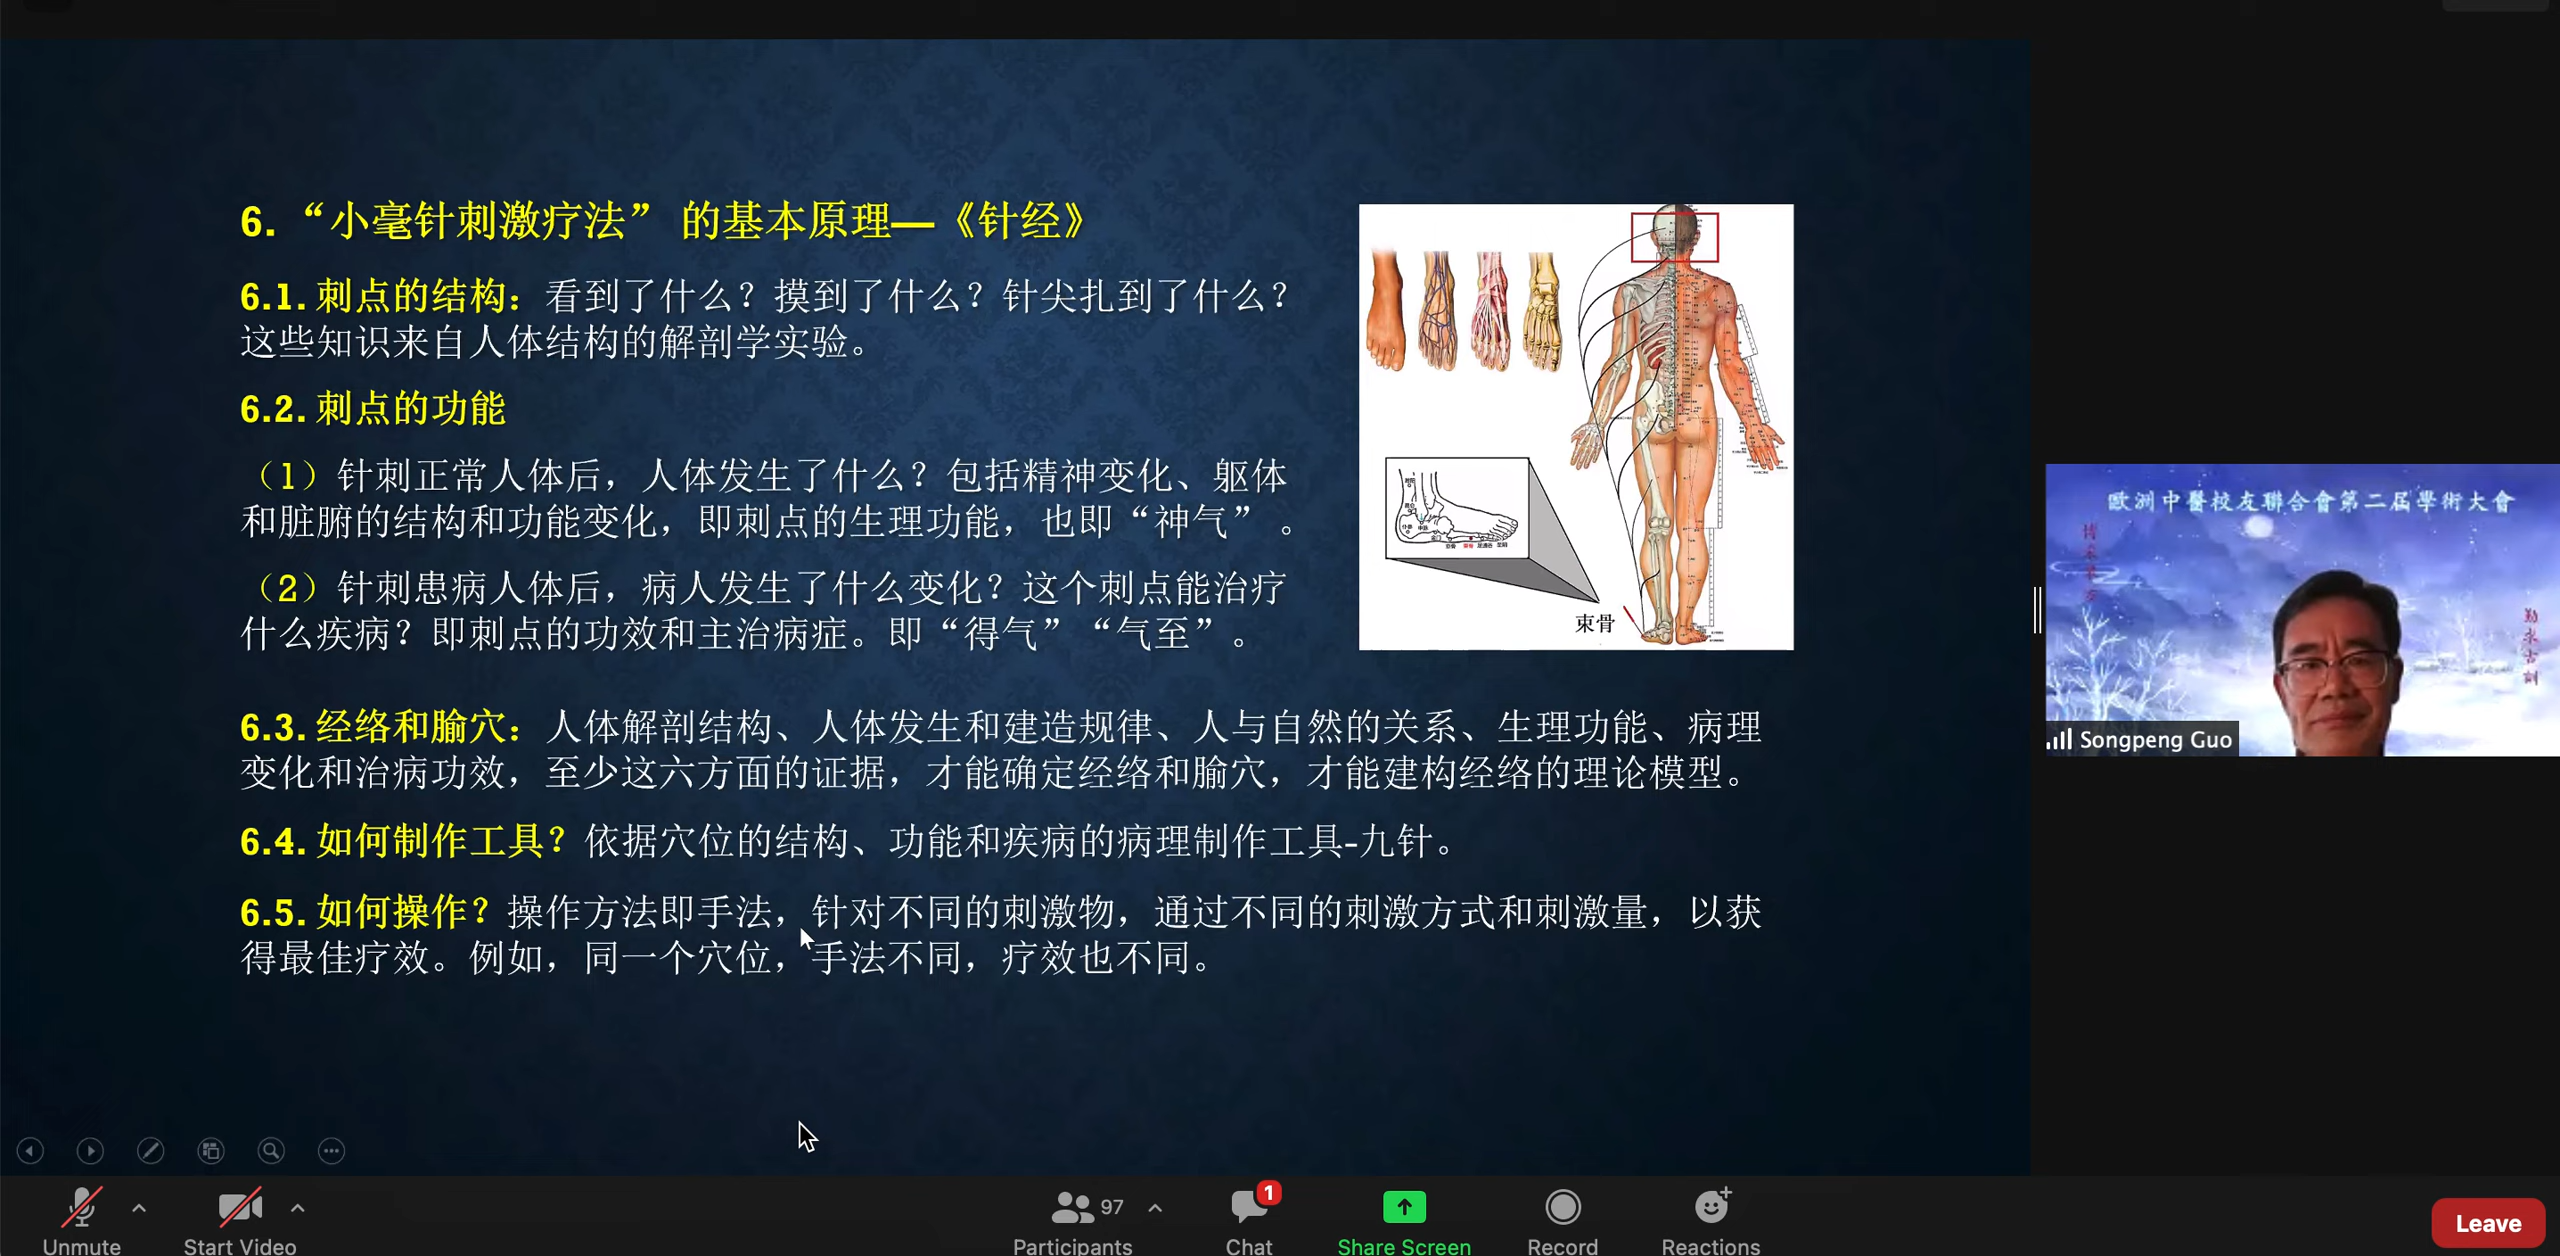 6.“小毫针刺激疗法” 的基本原理—《针经》
6.1. 刺点的结构：看到了什么？摸到了什么？针尖扎到了什么？
这些知识来自人体结构的解剖学实验。
6.2. 刺点的功能
（1）针刺正常人体后，人体发生了什么？包括精神变化、躯体
和脏腑的结构和功能变化，即刺点的生理功能，也即“神气” 。
（2）针刺患病人体后，病人发生了什么变化？这个刺点能治疗
什么疾病？即刺点的功效和主治病症。即“得气”“气至”。
束骨
6.3. 经络和腧穴：人体解剖结构、人体发生和建造规律、人与自然的关系、生理功能、病理
变化和治病功效，至少这六方面的证据，才能确定经络和腧穴，才能建构经络的理论模型。
6.4. 如何制作工具？依据穴位的结构、功能和疾病的病理制作工具-九针。
6.5. 如何操作？操作方法即手法，针对不同的刺激物，通过不同的刺激方式和刺激量，以获
得最佳疗效。例如，同一个穴位，手法不同，疗效也不同。
歐洲中醫校友聯合會第二屆學術大會
勤求古訓
Songpeng Guo
Unmute
Start Video
97
Participants
1
Chat
Share Screen
Record
Reactions
Leave